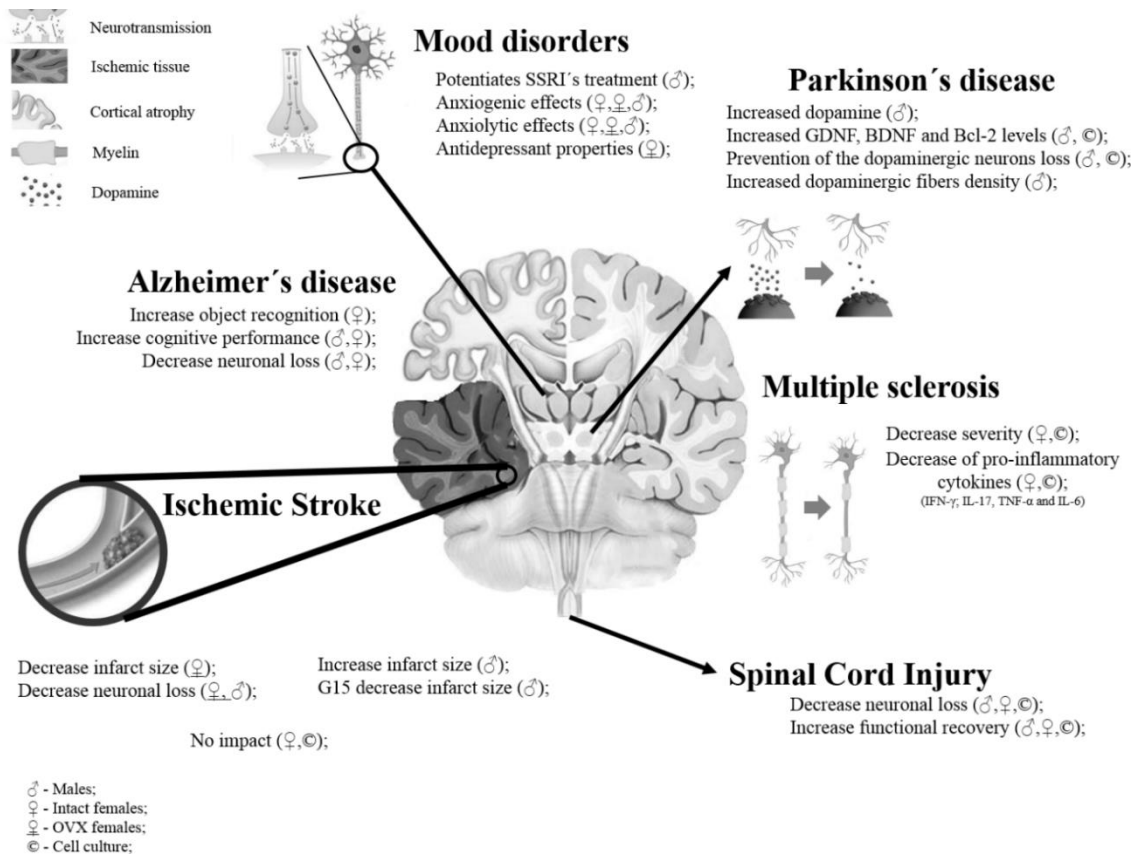 Neurotransmission
Ischemic tissue
Cortical atrophy
Myelin
Dopamine
Mood disorders
Potentiates SSRI´s treatment (♂);
Anxiogenic effects (♀,♀̲,♂);
Anxiolytic effects (♀,♀̲,♂);
Antidepressant properties (♀̲);
Parkinson´s disease
Increased dopamine (♂);
Increased GDNF, BDNF and Bcl-2 levels (♂, ©);
Prevention of the dopaminergic neurons loss (♂, ©);
Increased dopaminergic fibers density (♂);
Alzheimer´s disease
Increase object recognition (♀);
Increase cognitive performance (♂,♀);
Decrease neuronal loss (♂,♀);
Multiple sclerosis
Decrease severity (♀,©);
Decrease of pro-inflammatory
cytokines (♀,©);
(IFN-γ; IL-17, TNF-α and IL-6)
Ischemic Stroke
Decrease infarct size (♀̲);
Decrease neuronal loss (♀̲,♂);
Increase infarct size (♂);
G15 decrease infarct size (♂);
No impact (♀,©);
Spinal Cord Injury
Decrease neuronal loss (♂,♀,©);
Increase functional recovery (♂,♀,©);
♂ - Males;
♀ - Intact females;
♀̲ - OVX females;
© - Cell culture;